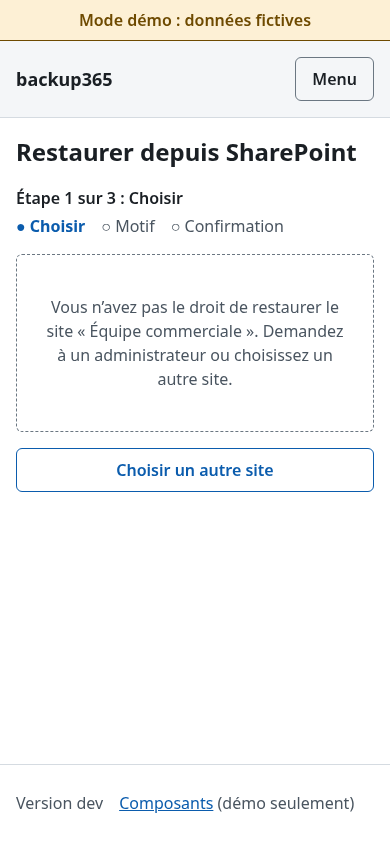 Mode démo : données fictives
backup365
Menu
Restaurer depuis SharePoint
Étape 1 sur 3 : Choisir
● Choisir ○ Motif ○ Confirmation
Vous n’avez pas le droit de restaurer le
site « Équipe commerciale ». Demandez
à un administrateur ou choisissez un
autre site.
Choisir un autre site
Version dev Composants (démo seulement)